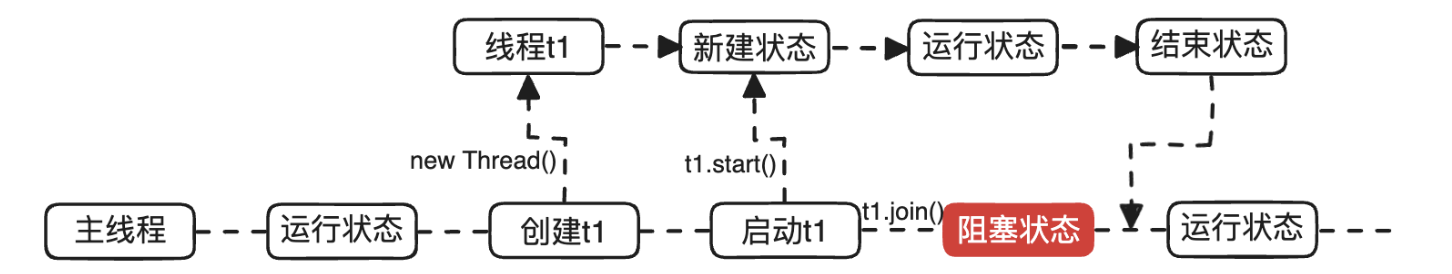 线程t1
新建状态
运行状态
结束状态
new Thread()
t1.start()
t1.join()
主线程
运行状态
创建t1
启动t1
阻塞状态
运行状态